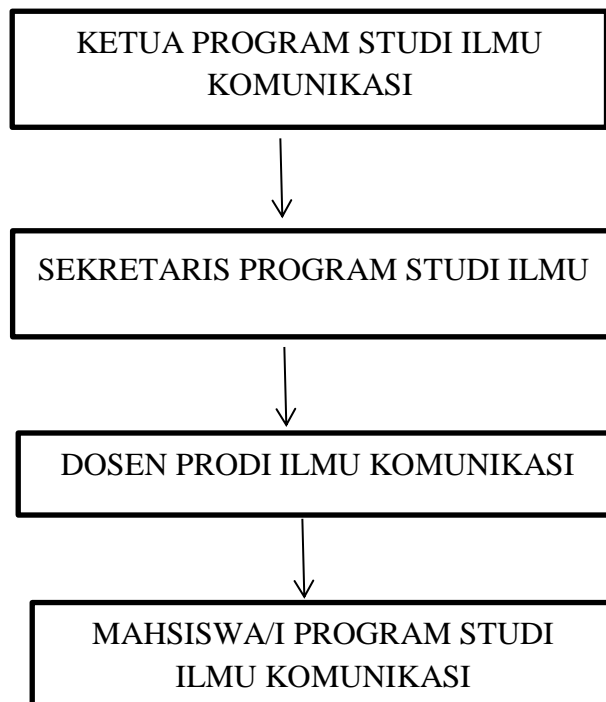 KETUA PROGRAM STUDI ILMU
KOMUNIKASI
SEKRETARIS PROGRAM STUDI ILMU
DOSEN PRODI ILMU KOMUNIKASI
MAHSISWA/I PROGRAM STUDI
ILMU KOMUNIKASI